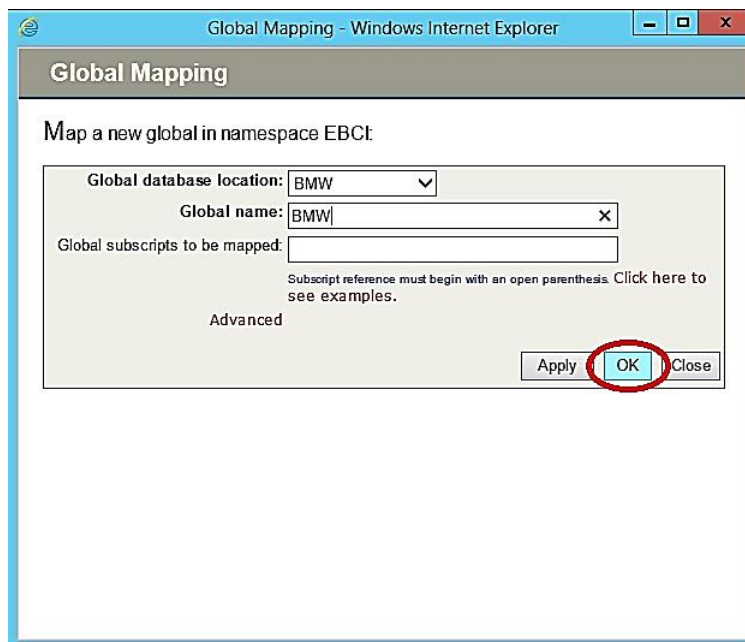 Global Mapping - Windows Internet Explorer
Global Mapping
Map a new global in namespace EBCI:
Global database location: BMW
Global name: BMW
Global subscripts to be mapped:
Subscript reference must begin with an open parenthesis. Click here to
see examples.
Advanced
Apply OK Close